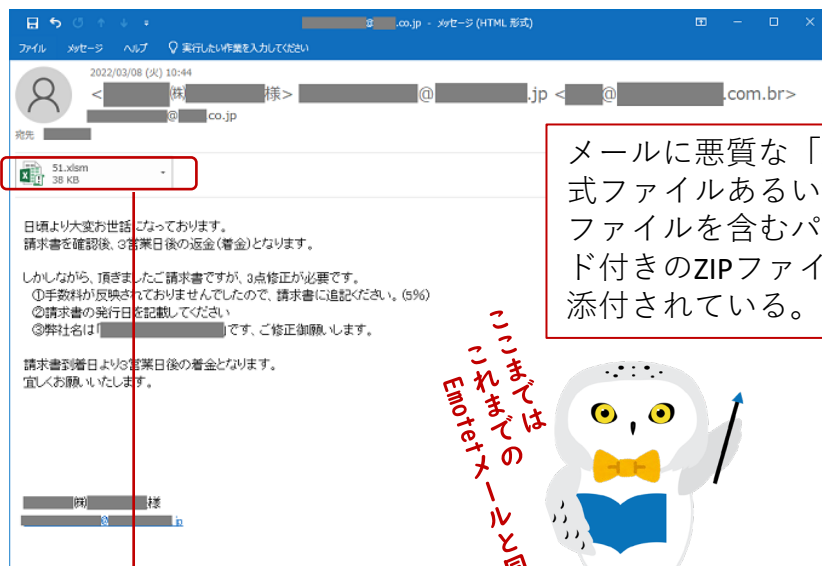 .co.jp - メッセージ (HTML 形式)
ファイル メッセージ ヘルプ 実行したい作業を入力してください
2022/03/08 (火) 10:44
< ㈱ 様> @ .jp < @ .com.br>
@ .co.jp
宛先
51.xlsm
38 KB
日頃より大変お世話になっております。
請求書を確認後、3営業日後の返金(着金)となります。
しかしながら、頂きましたご請求書ですが、3点修正が必要です。
①手数料が反映されておりませんでしたので、請求書に追記ください。(5%)
②請求書の発行日を記載してください
③弊社名は「 」です、ご修正御願いします。
請求書到着日より3営業日後の着金となります。
宜しくお願いいたします。
㈱ 様
メールに悪質な「
式ファイルあるい
ファイルを含むパ
ド付きのZIPファイ
添付されている。
ここまでは
これまでの
Emotetメールと同